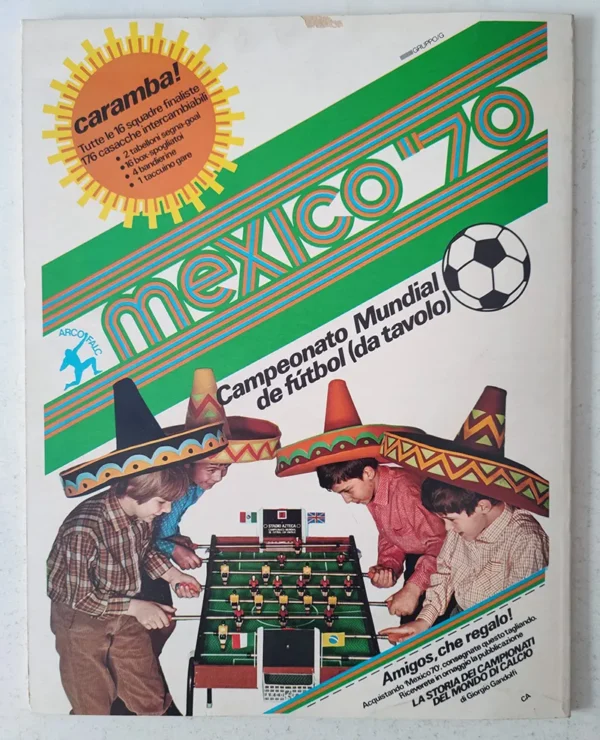 GRUPPO/G
caramba!
Tutte le 16 squadre finaliste
176 casacche intercambiabili
• 2 tabelloni segna-goal
• 16 box spogliatoi
• 4 bandierine
• 1 taccuino gare
mexico '70
ARCOFALC
Campeonato Mundial
de fútbol (da tavolo)
STADIO AZTECA
Amigos, che regalo!
Acquistando 'Mexico 70', consegnate questo tagliando.
Riceverete in omaggio la pubblicazione
LA STORIA DEI CAMPIONATI
DEL MONDO DI CALCIO
di Giorgio Gandolfi
CA